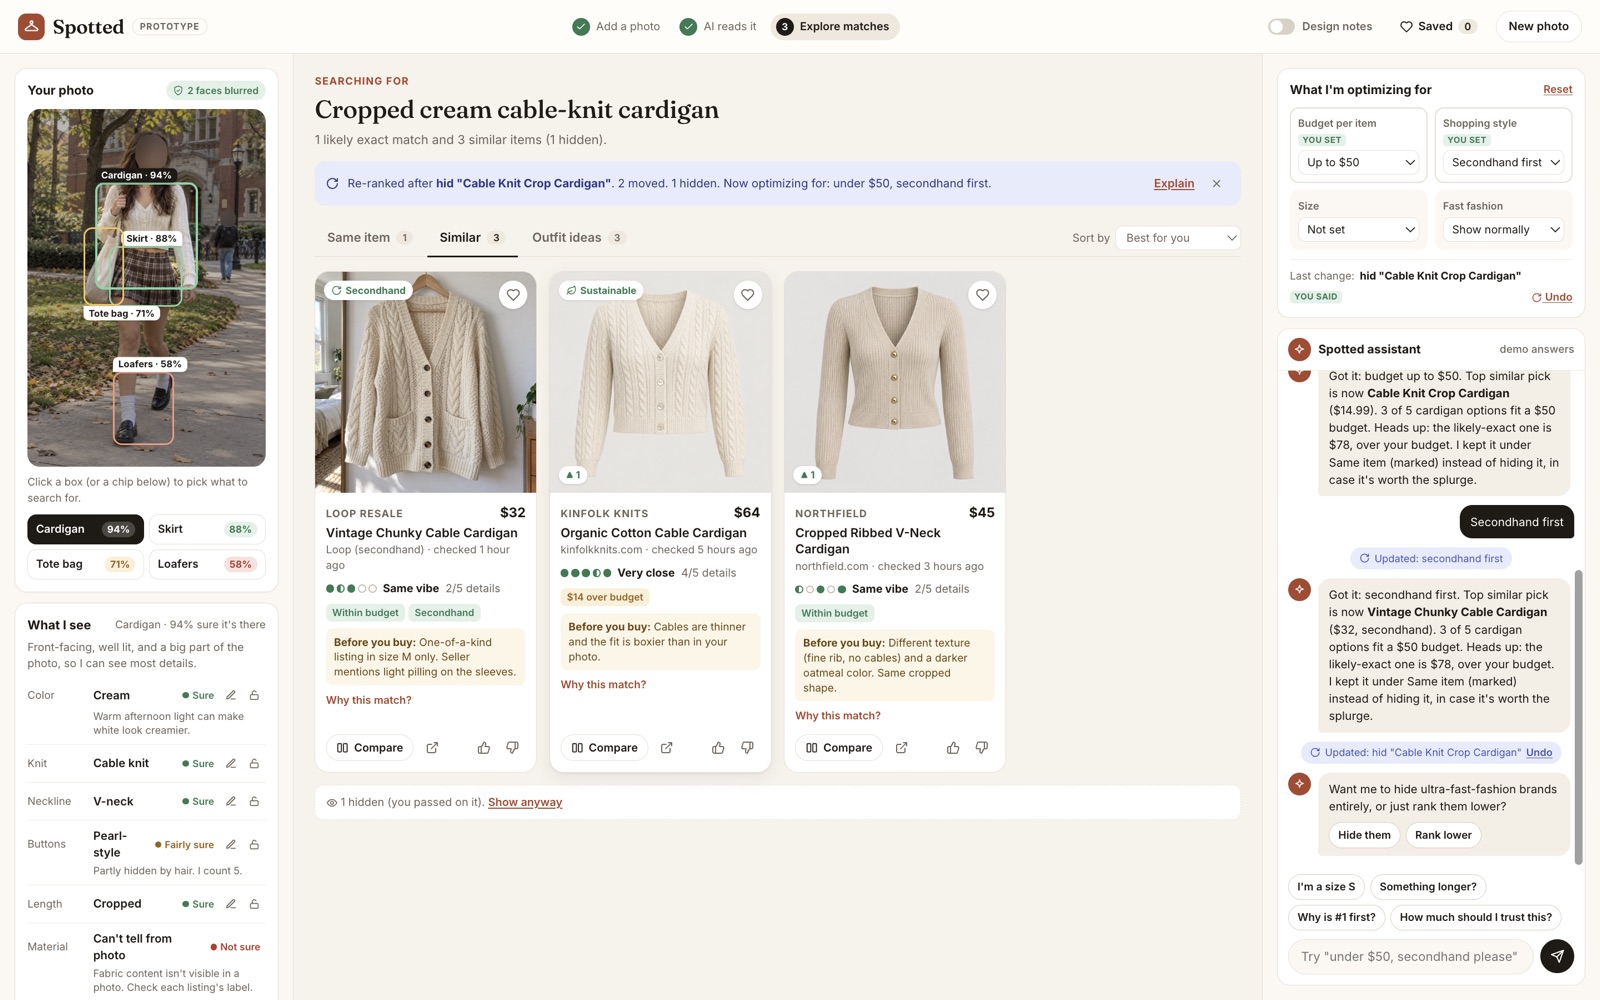 Spotted PROTOTYPE
Add a photo
AI reads it
3 Explore matches
Design notes
Saved 0
New photo
Your photo
2 faces blurred
Cardigan · 94%
Skirt · 88%
Tote bag · 71%
Loafers · 58%
Click a box (or a chip below) to pick what to
search for.
Cardigan 94%
Skirt 88%
Tote bag 71%
Loafers 58%
What I see
Cardigan · 94% sure it's there
Front-facing, well lit, and a big part of the
photo, so I can see most details.
Color Cream Sure
Warm afternoon light can make
white look creamier.
Knit Cable knit Sure
Neckline V-neck Sure
Buttons Pearl-
style Fairly sure
Partly hidden by hair. I count 5.
Length Cropped Sure
Material Can't tell from
photo Not sure
Fabric content isn't visible in a
photo. Check each listing's label.
SEARCHING FOR
Cropped cream cable-knit cardigan
1 likely exact match and 3 similar items (1 hidden).
Re-ranked after hid "Cable Knit Crop Cardigan". 2 moved. 1 hidden. Now optimizing for: under $50, secondhand first.
Explain
Same item 1
Similar 3
Outfit ideas 3
Sort by Best for you
Secondhand
LOOP RESALE $32
Vintage Chunky Cable Cardigan
Loop (secondhand) · checked 1 hour
ago
Same vibe 2/5 details
Within budget
Secondhand
Before you buy: One-of-a-kind
listing in size M only. Seller
mentions light pilling on the sleeves.
Why this match?
Compare
Sustainable
1
KINFOLK KNITS $64
Organic Cotton Cable Cardigan
kinfolkknits.com · checked 5 hours ago
Very close 4/5 details
$14 over budget
Before you buy: Cables are thinner
and the fit is boxier than in your
photo.
Why this match?
Compare
1
NORTHFIELD $45
Cropped Ribbed V-Neck
Cardigan
northfield.com · checked 3 hours ago
Same vibe 2/5 details
Within budget
Before you buy: Different texture
(fine rib, no cables) and a darker
oatmeal color. Same cropped
shape.
Why this match?
Compare
1 hidden (you passed on it). Show anyway
What I'm optimizing for
Reset
Budget per item
YOU SET
Up to $50
Shopping style
YOU SET
Secondhand first
Size
Not set
Fast fashion
Show normally
Last change: hid "Cable Knit Crop Cardigan"
YOU SAID
Undo
Spotted assistant
demo answers
Got it: budget up to $50. Top similar pick
is now Cable Knit Crop Cardigan
($14.99). 3 of 5 cardigan options fit a $50
budget. Heads up: the likely-exact one is
$78, over your budget. I kept it under
Same item (marked) instead of hiding it, in
case it's worth the splurge.
Secondhand first
Updated: secondhand first
Got it: secondhand first. Top similar pick
is now Vintage Chunky Cable Cardigan
($32, secondhand). 3 of 5 cardigan
options fit a $50 budget. Heads up: the
likely-exact one is $78, over your budget.
I kept it under Same item (marked)
instead of hiding it, in case it's worth the
splurge.
Updated: hid "Cable Knit Crop Cardigan" Undo
Want me to hide ultra-fast-fashion brands
entirely, or just rank them lower?
Hide them
Rank lower
I'm a size S
Something longer?
Why is #1 first?
How much should I trust this?
Try "under $50, secondhand please"